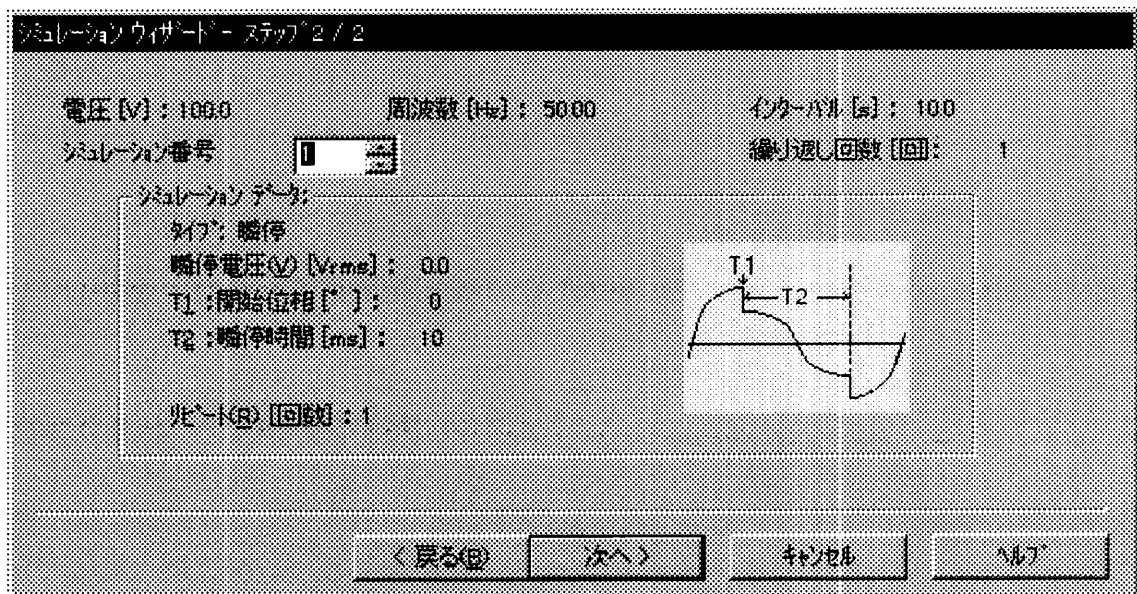 シミュレーション ウィザード - ステップ 2 / 2
電圧 [V] : 100.0 周波数 [Hz] : 50.00 インターバル [s] : 10.0
シミュレーション番号 1 繰り返し回数 [回] : 1
シミュレーション データ:
タイプ: 瞬停
瞬停電圧(V) [Vrms] : 0.0
T1 :開始位相 [°] : 0
T2 :瞬停時間 [ms] : 10
リピート(R) [回数] : 1
T1
T2
< 戻る(B) 次へ > キャンセル ヘルプ